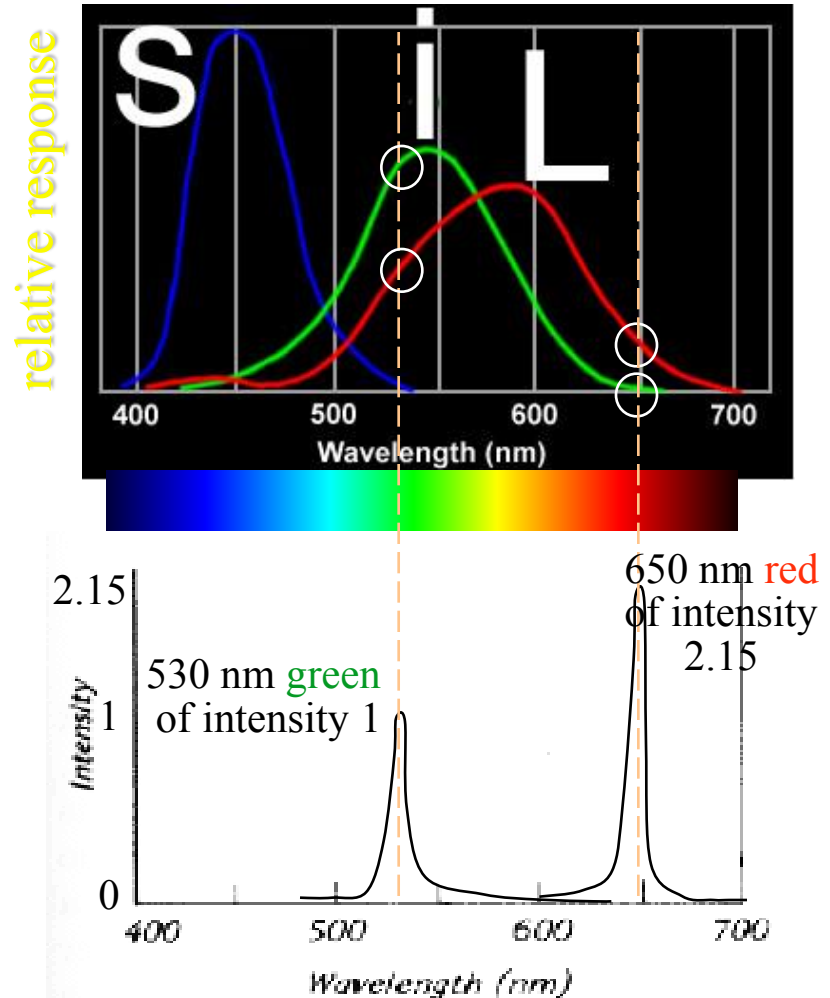 relative response
S i L
400 500 600 700
Wavelength (nm)
650 nm red
of intensity
2.15
2.15
530 nm green
of intensity 1
Intensity
1
0
400 500 600 700
Wavelength (nm)